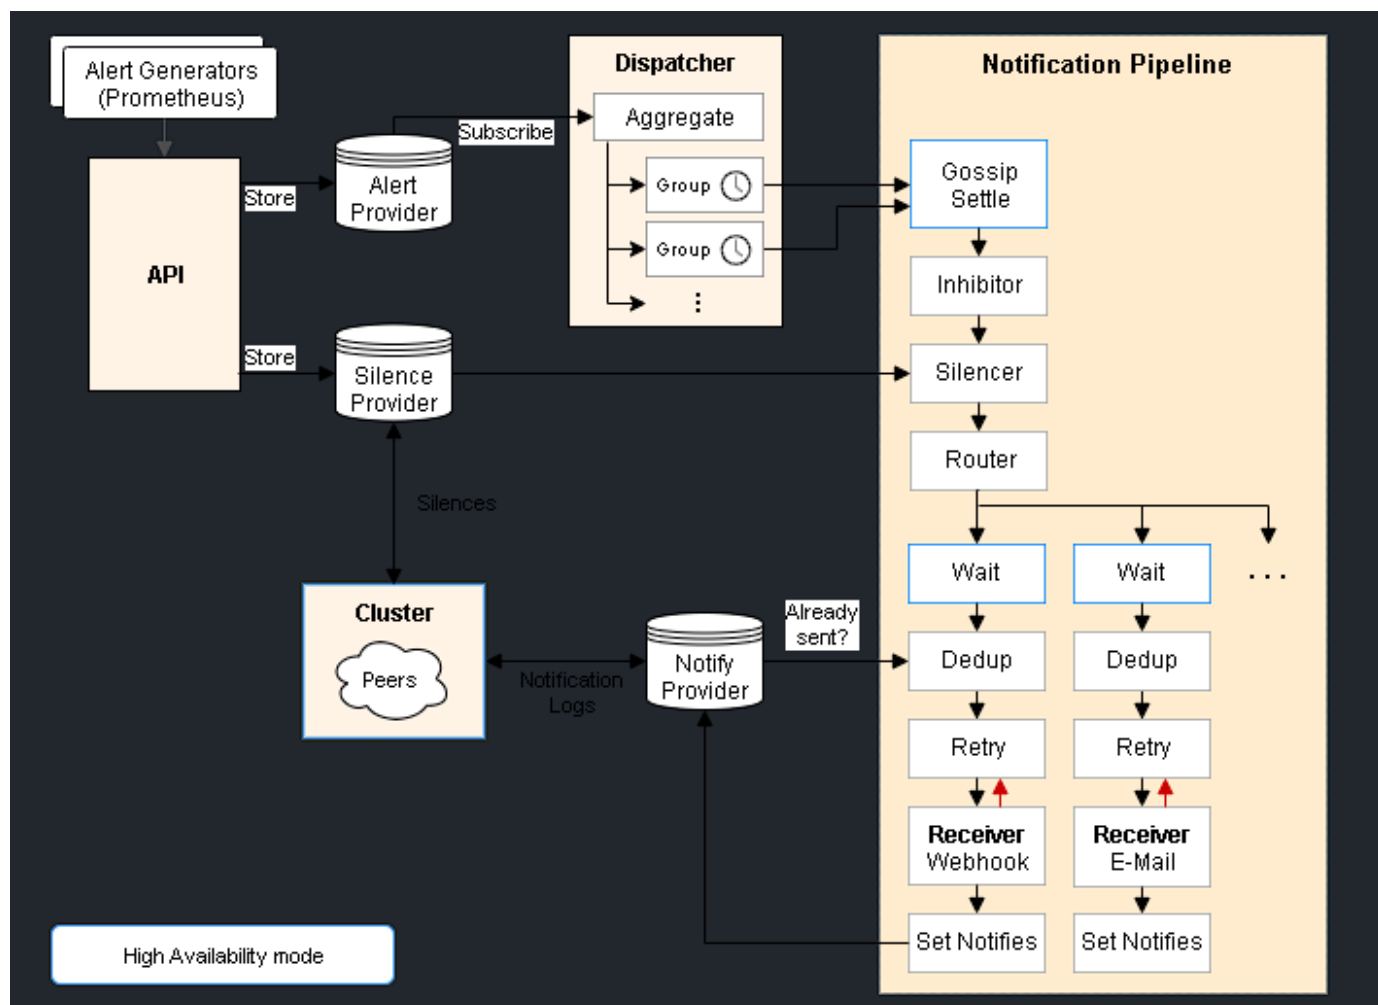 Alert Generators
(Prometheus)
API
Store
Store
Alert
Provider
Subscribe
Silence
Provider
Silences
Dispatcher
Aggregate
Group
Group
⋮
Cluster
Peers
Notification
Logs
Notify
Provider
Already
sent?
Notification Pipeline
Gossip
Settle
Inhibitor
Silencer
Router
Wait
Wait
...
Dedup
Dedup
Retry
Retry
Receiver
Webhook
Receiver
E-Mail
Set Notifies
Set Notifies
High Availability mode